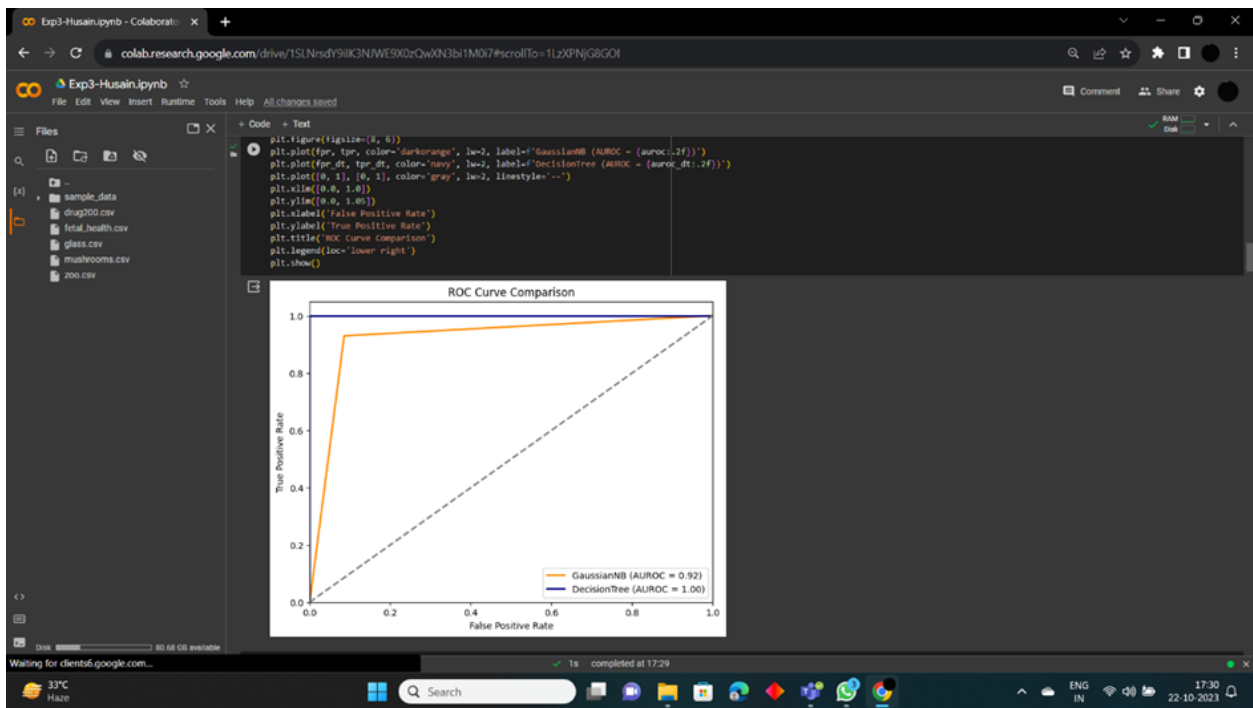 Exp3-Husain.ipynb - Colaborato
colab.research.google.com/drive/1SLNrsdY9iIK3NJWE9X0zQwXN3bi1M0i7#scrollTo=1LzXPNjG8GOI
Exp3-Husain.ipynb
File Edit View Insert Runtime Tools Help All changes saved
Comment Share
Files
+ Code + Text
RAM
Disk
..
sample_data
drug200.csv
fetal_health.csv
glass.csv
mushrooms.csv
zoo.csv
{x}
plt.figure(figsize=(8, 6))
plt.plot(fpr, tpr, color='darkorange', lw=2, label=f'GaussianNB (AUROC = {auroc:.2f})')
plt.plot(fpr_dt, tpr_dt, color='navy', lw=2, label=f'DecisionTree (AUROC = {auroc_dt:.2f})')
plt.plot([0, 1], [0, 1], color='gray', lw=2, linestyle='--')
plt.xlim([0.0, 1.0])
plt.ylim([0.0, 1.05])
plt.xlabel('False Positive Rate')
plt.ylabel('True Positive Rate')
plt.title('ROC Curve Comparison')
plt.legend(loc='lower right')
plt.show()
ROC Curve Comparison
1.0
0.8
0.6
0.4
0.2
0.0
True Positive Rate
GaussianNB (AUROC = 0.92)
DecisionTree (AUROC = 1.00)
0.0 0.2 0.4 0.6 0.8 1.0
False Positive Rate
Disk 80.68 GB available
Waiting for clients6.google.com...
1s completed at 17:29
33°C
Haze
Search
ENG
IN
17:30
22-10-2023